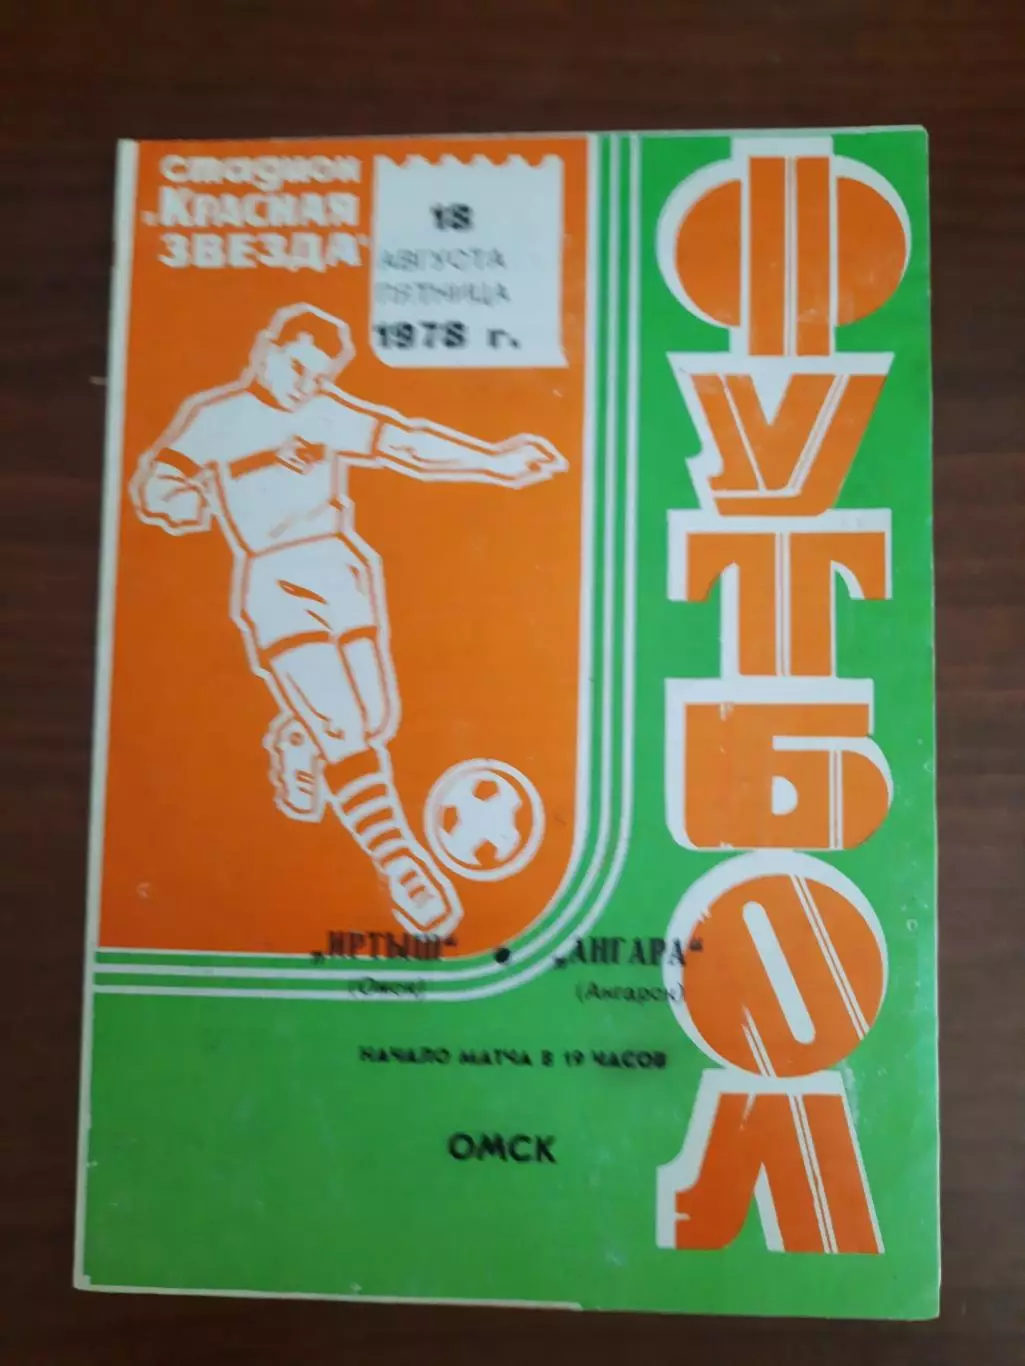 стадион
„КРАСНАЯ
ЗВЕЗДА“
18
АВГУСТА
ПЯТНИЦА
1978 г.
ФУТБОЛ
„ИРТЫШ“ • „АНГАРА“
(Омск) (Ангарск)
НАЧАЛО МАТЧА В 19 ЧАСОВ
ОМСК